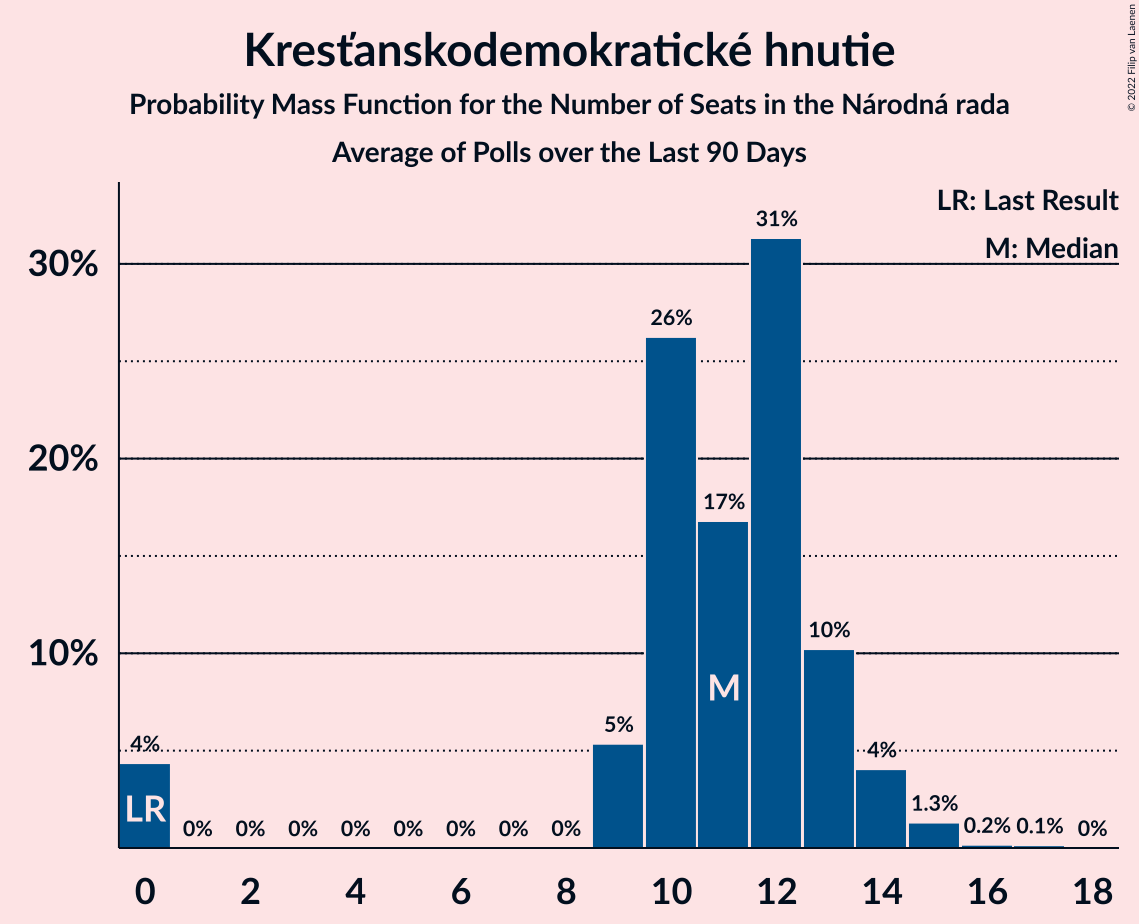 Kresťanskodemokratické hnutie
Probability Mass Function for the Number of Seats in the Národná rada
Average of Polls over the Last 90 Days
© 2022 Filip van Laenen
LR: Last Result
M: Median
30%
20%
10%
4%
0%
0%
0%
0%
0%
0%
0%
0%
5%
26%
17%
31%
10%
4%
1.3%
0.2%
0.1%
0%
LR
M
0 2 4 6 8 10 12 14 16 18